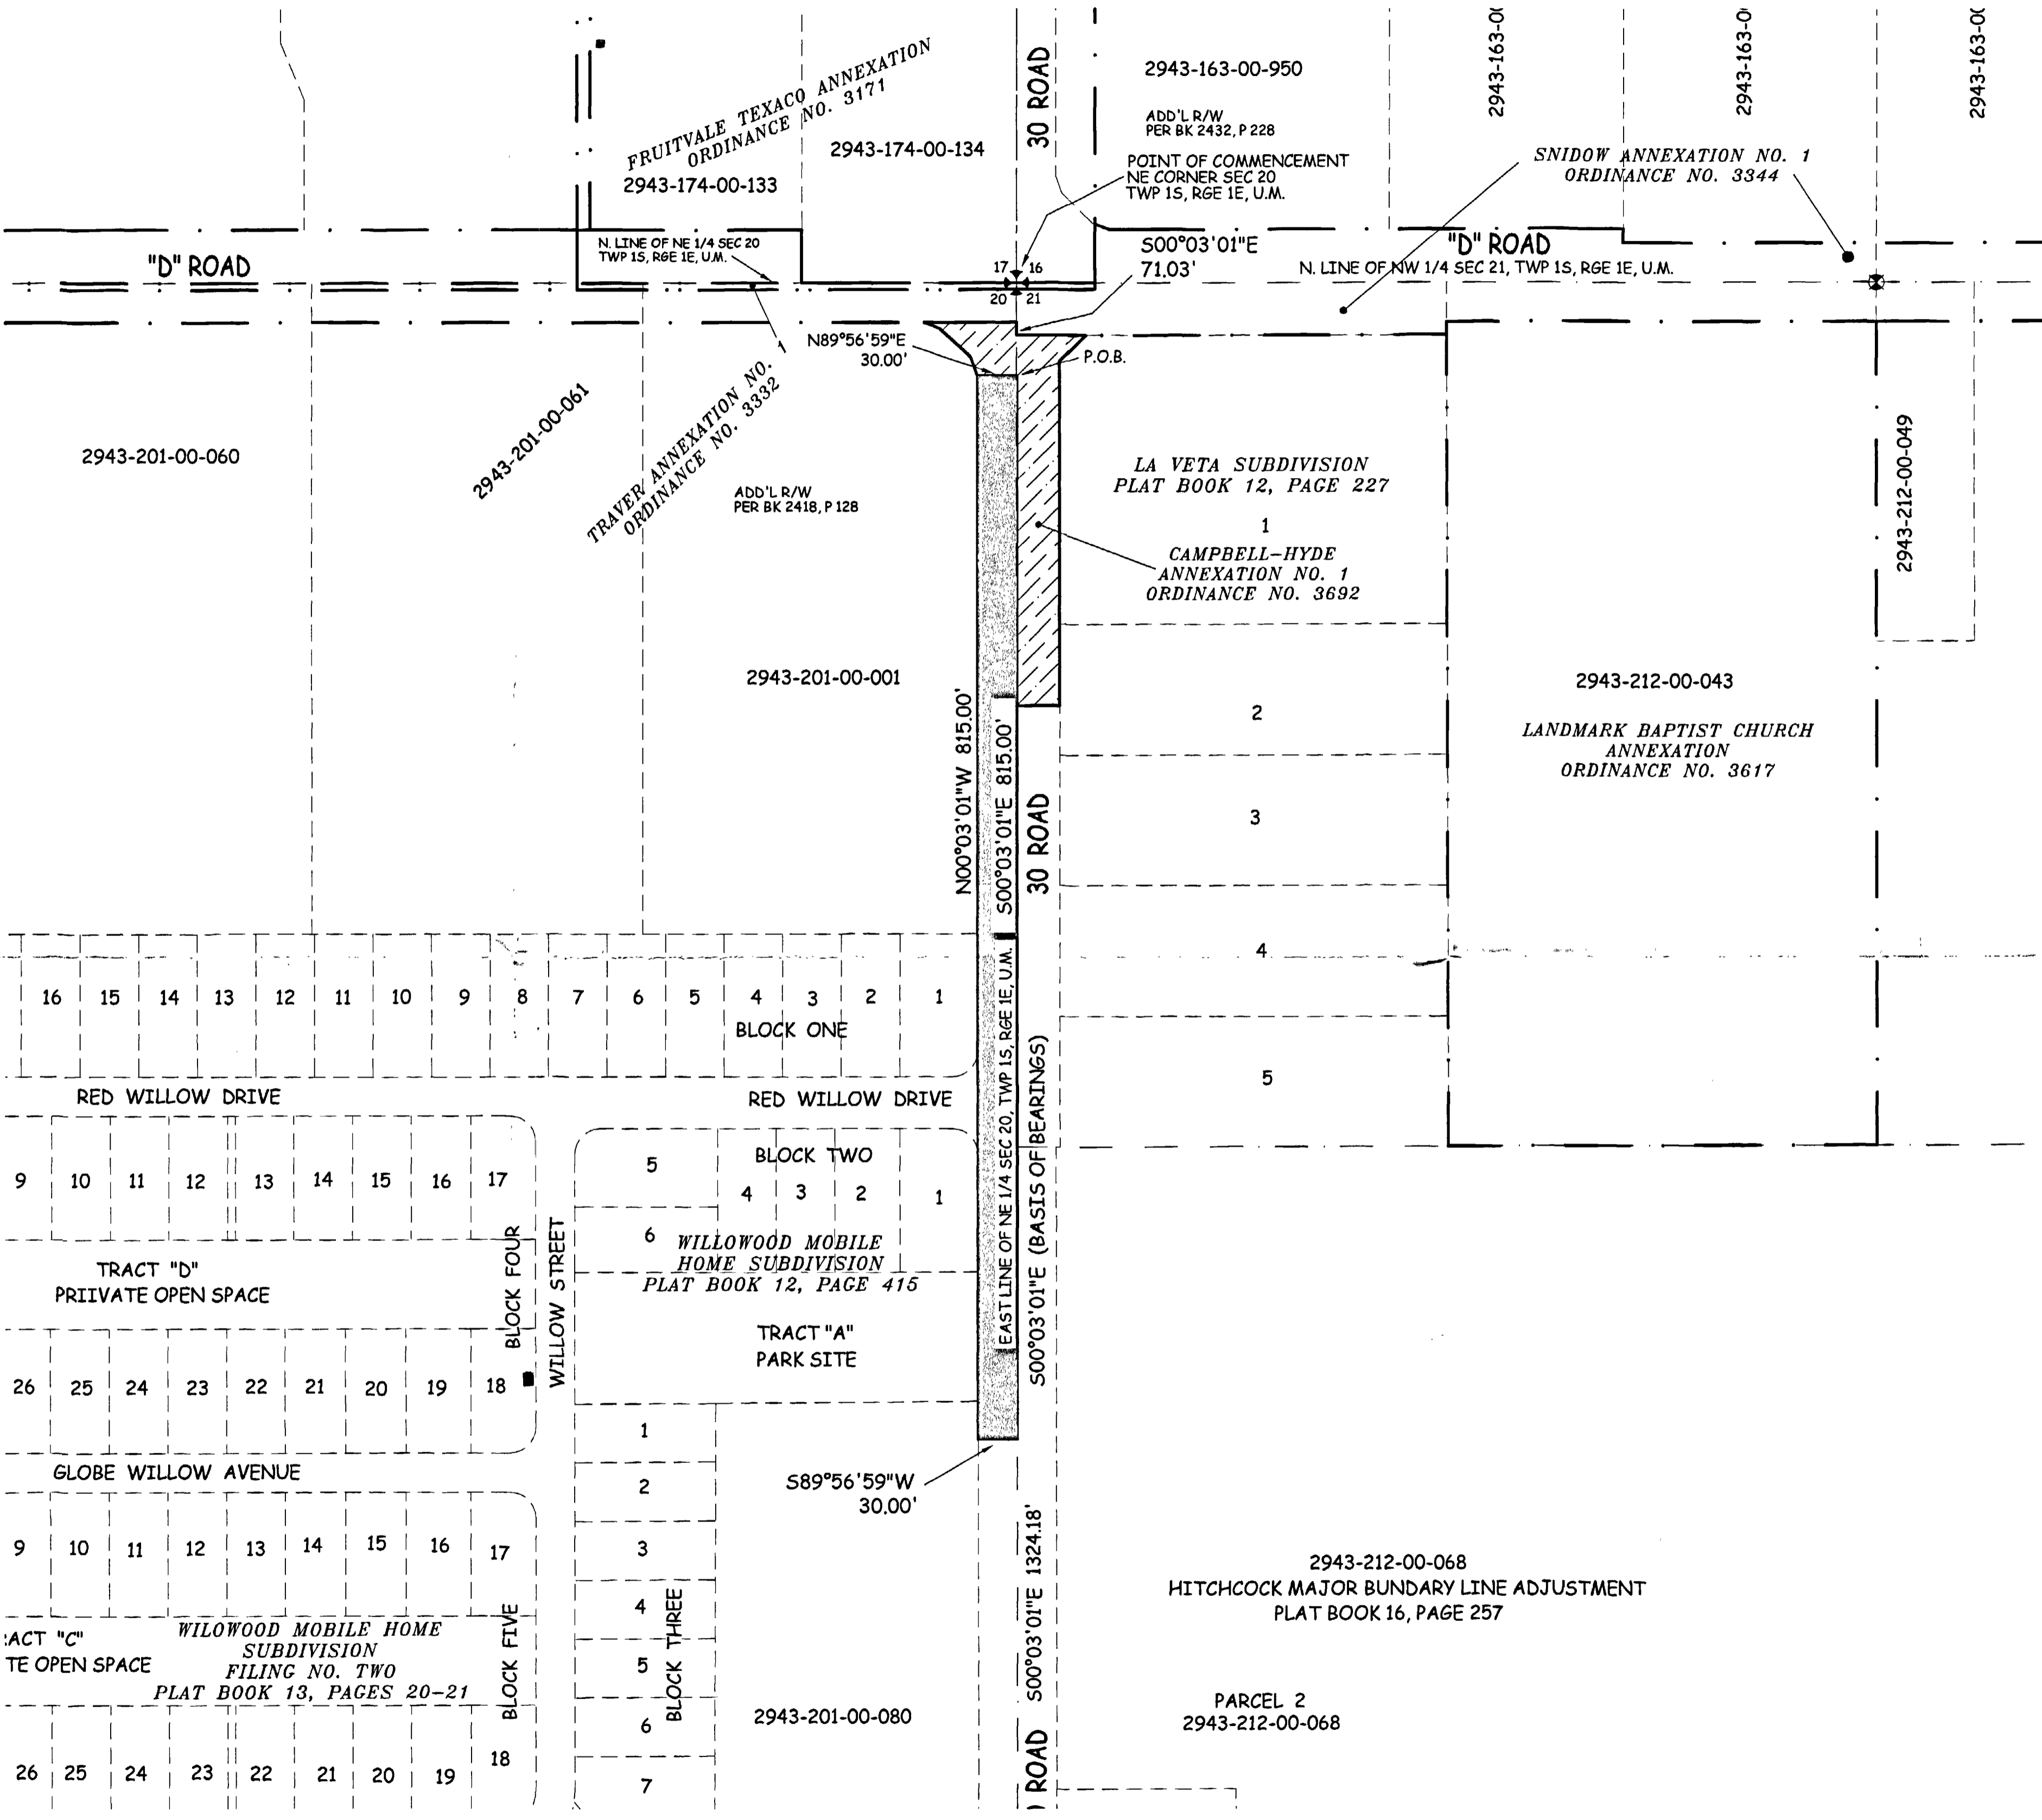 FRUITVALE TEXACO ANNEXATION
ORDINANCE NO. 3171
2943-174-00-133
2943-174-00-134
30 ROAD
2943-163-00-950
ADD'L R/W
PER BK 2432, P 228
POINT OF COMMENCEMENT
NE CORNER SEC 20
TWP 1S, RGE 1E, U.M.
2943-163-0
2943-163-0
2943-163-0
SNIDOW ANNEXATION NO. 1
ORDINANCE NO. 3344
"D" ROAD
N. LINE OF NE 1/4 SEC 20
TWP 1S, RGE 1E, U.M.
17 16
20 21
S00°03'01"E
71.03'
"D" ROAD
N. LINE OF NW 1/4 SEC 21, TWP 1S, RGE 1E, U.M.
N89°56'59"E
30.00'
P.O.B.
2943-201-00-060
2943-201-00-061
TRAVER ANNEXATION NO. 1
ORDINANCE NO. 3332
ADD'L R/W
PER BK 2418, P 128
2943-201-00-001
LA VETA SUBDIVISION
PLAT BOOK 12, PAGE 227
1
CAMPBELL-HYDE
ANNEXATION NO. 1
ORDINANCE NO. 3692
2943-212-00-049
2943-212-00-043
LANDMARK BAPTIST CHURCH
ANNEXATION
ORDINANCE NO. 3617
2
3
4
5
N00°03'01"W 815.00'
S00°03'01"E 815.00'
30 ROAD
EAST LINE OF NE 1/4 SEC 20, TWP 1S, RGE 1E, U.M.
S00°03'01"E (BASIS OF BEARINGS)
16 15 14 13 12 11 10 9 8 7 6 5 4 3 2 1
BLOCK ONE
RED WILLOW DRIVE
RED WILLOW DRIVE
9 10 11 12 13 14 15 16 17
TRACT "D"
PRIIVATE OPEN SPACE
BLOCK FOUR
WILLOW STREET
5
BLOCK TWO
4 3 2 1
6
WILLOWOOD MOBILE
HOME SUBDIVISION
PLAT BOOK 12, PAGE 415
TRACT "A"
PARK SITE
26 25 24 23 22 21 20 19 18
GLOBE WILLOW AVENUE
S89°56'59"W
30.00'
1
2
3
4
5
6
7
BLOCK THREE
9 10 11 12 13 14 15 16 17
ACT "C"
TE OPEN SPACE
WILOWOOD MOBILE HOME
SUBDIVISION
FILING NO. TWO
PLAT BOOK 13, PAGES 20-21
BLOCK FIVE
26 25 24 23 22 21 20 19 18
2943-201-00-080
ROAD S00°03'01"E 1324.18'
2943-212-00-068
HITCHCOCK MAJOR BUNDARY LINE ADJUSTMENT
PLAT BOOK 16, PAGE 257
PARCEL 2
2943-212-00-068